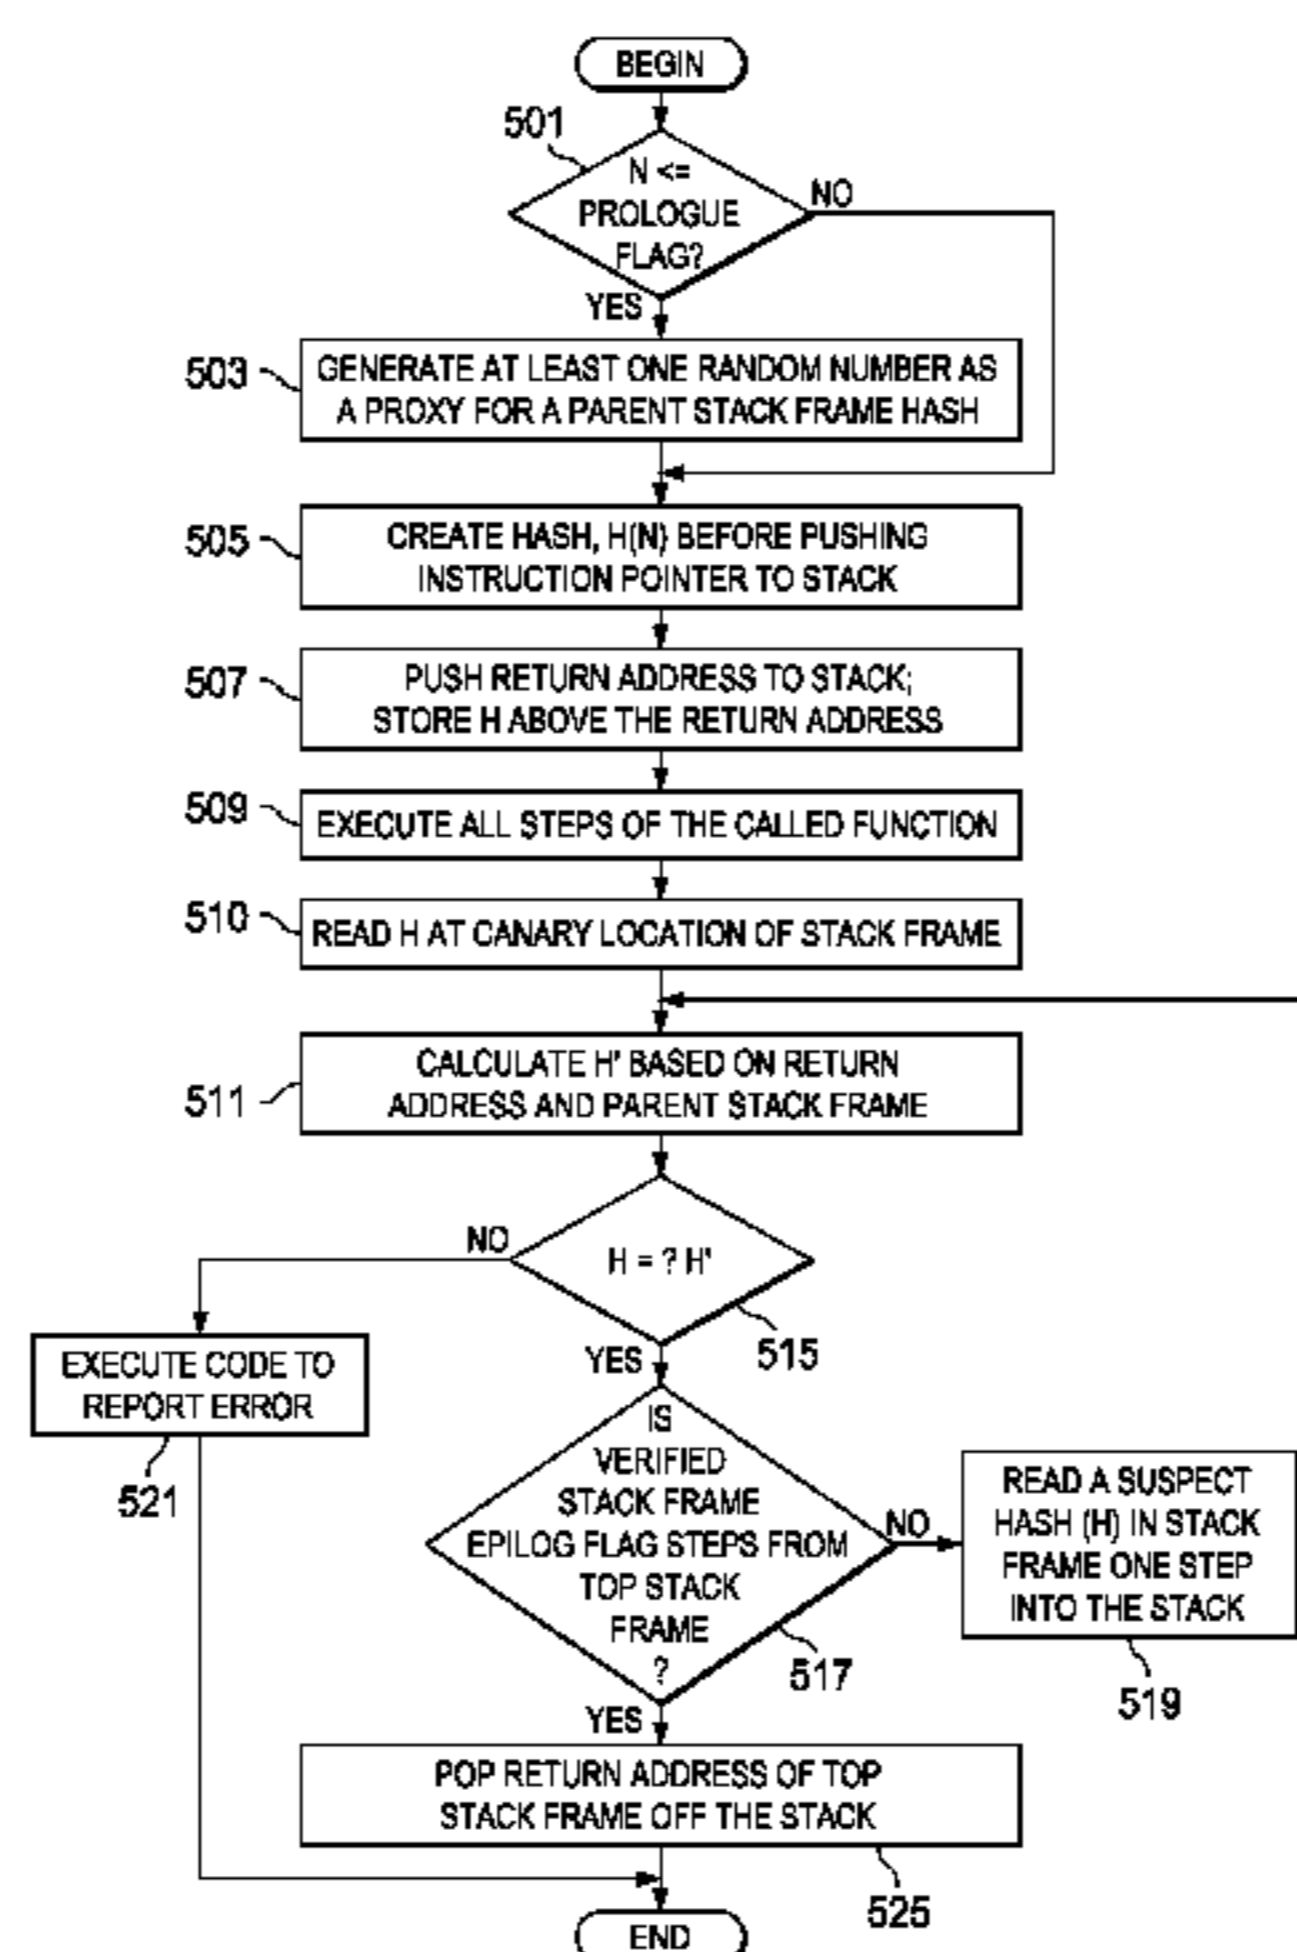 BEGIN
501
N <=
PROLOGUE
FLAG?
NO
YES
503
GENERATE AT LEAST ONE RANDOM NUMBER AS
A PROXY FOR A PARENT STACK FRAME HASH
505
CREATE HASH, H(N) BEFORE PUSHING
INSTRUCTION POINTER TO STACK
507
PUSH RETURN ADDRESS TO STACK;
STORE H ABOVE THE RETURN ADDRESS
509
EXECUTE ALL STEPS OF THE CALLED FUNCTION
510
READ H AT CANARY LOCATION OF STACK FRAME
511
CALCULATE H' BASED ON RETURN
ADDRESS AND PARENT STACK FRAME
NO
H = ? H'
515
YES
EXECUTE CODE TO
REPORT ERROR
521
IS
VERIFIED
STACK FRAME
EPILOG FLAG STEPS FROM
TOP STACK
FRAME
?
NO
517
READ A SUSPECT
HASH (H) IN STACK
FRAME ONE STEP
INTO THE STACK
519
YES
POP RETURN ADDRESS OF TOP
STACK FRAME OFF THE STACK
525
END